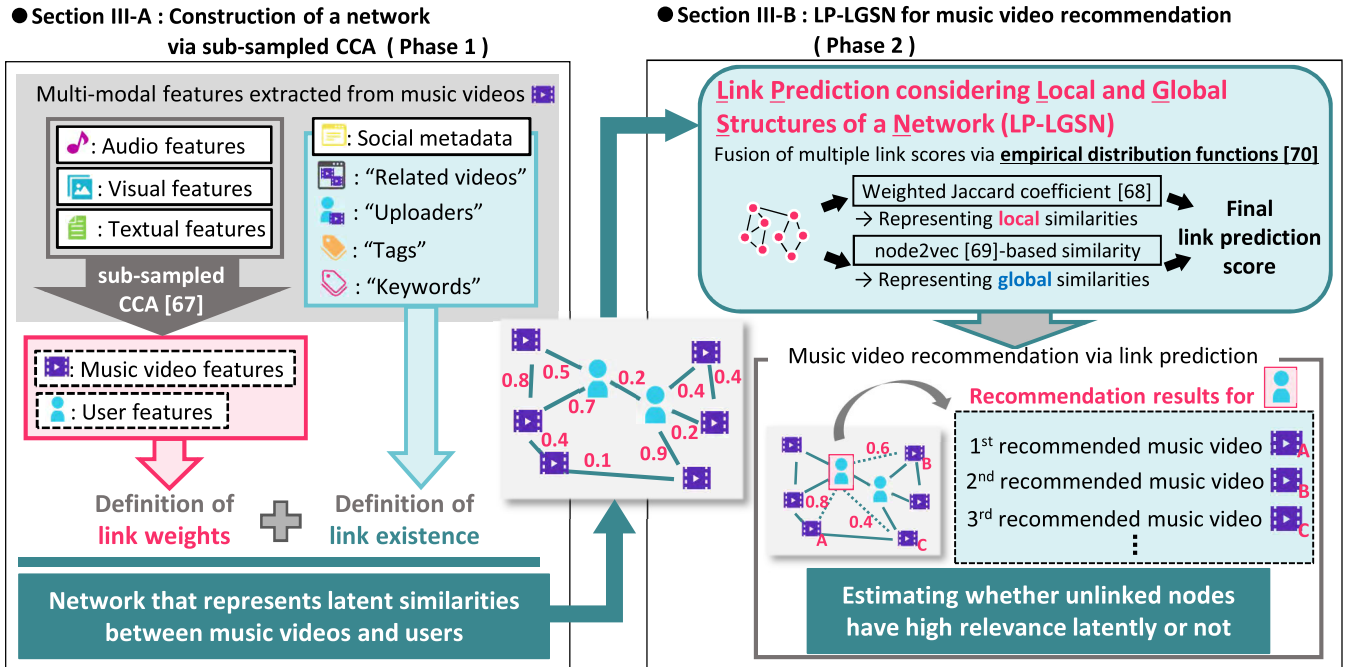 ● Section III-A : Construction of a network
via sub-sampled CCA ( Phase 1 )
Multi-modal features extracted from music videos
: Audio features
: Visual features
: Textual features
sub-sampled
CCA [67]
: Social metadata
: “Related videos”
: “Uploaders”
: “Tags”
: “Keywords”
: Music video features
: User features
Definition of
link weights
Definition of
link existence
Network that represents latent similarities
between music videos and users
0.8
0.5
0.2
0.7
0.4
0.4
0.4
0.2
0.1
0.9
● Section III-B : LP-LGSN for music video recommendation
( Phase 2 )
Link Prediction considering Local and Global
Structures of a Network (LP-LGSN)
Fusion of multiple link scores via empirical distribution functions [70]
Weighted Jaccard coefficient [68]
→ Representing local similarities
node2vec [69]-based similarity
→ Representing global similarities
Final
link prediction
score
Music video recommendation via link prediction
0.6
B
0.8
0.4
A
C
Recommendation results for
1st recommended music video A
2nd recommended music video B
3rd recommended music video C
⋮
Estimating whether unlinked nodes
have high relevance latently or not